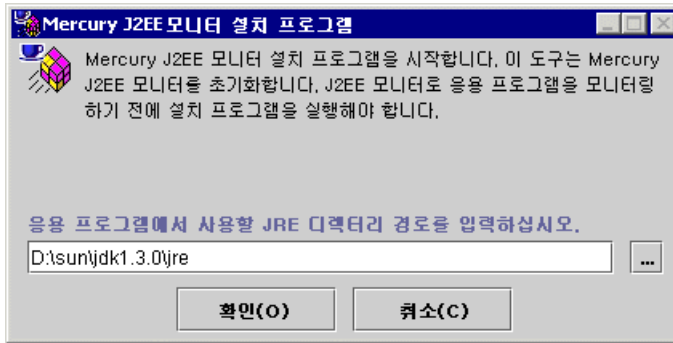 Mercury J2EE모니터 설치 프로그램
Mercury J2EE 모니터 설치 프로그램을 시작합니다. 이 도구는 Mercury
J2EE 모니터를 초기화합니다. J2EE 모니터로 응용 프로그램을 모니터링
하기 전에 설치 프로그램을 실행해야 합니다.
응용 프로그램에서 사용할 JRE 디렉터리 경로를 입력하십시오.
D:\sun\jdk1.3.0\jre
...
확인(O)
취소(C)